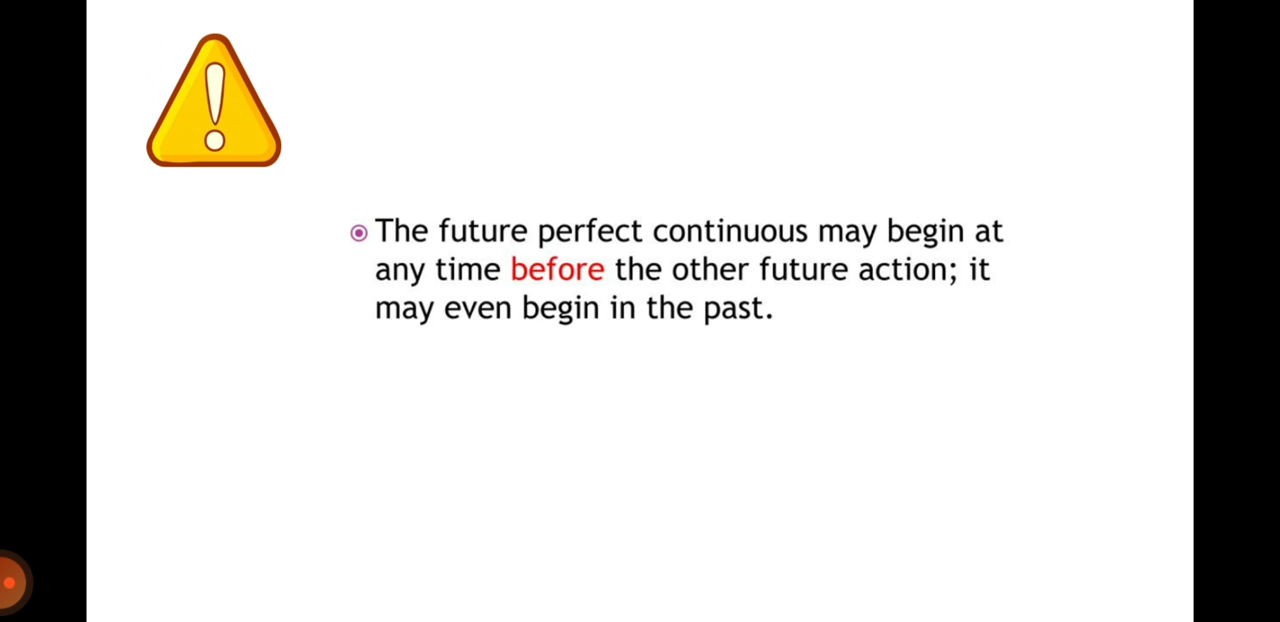 The future perfect continuous may begin at
any time before the other future action; it
may even begin in the past.